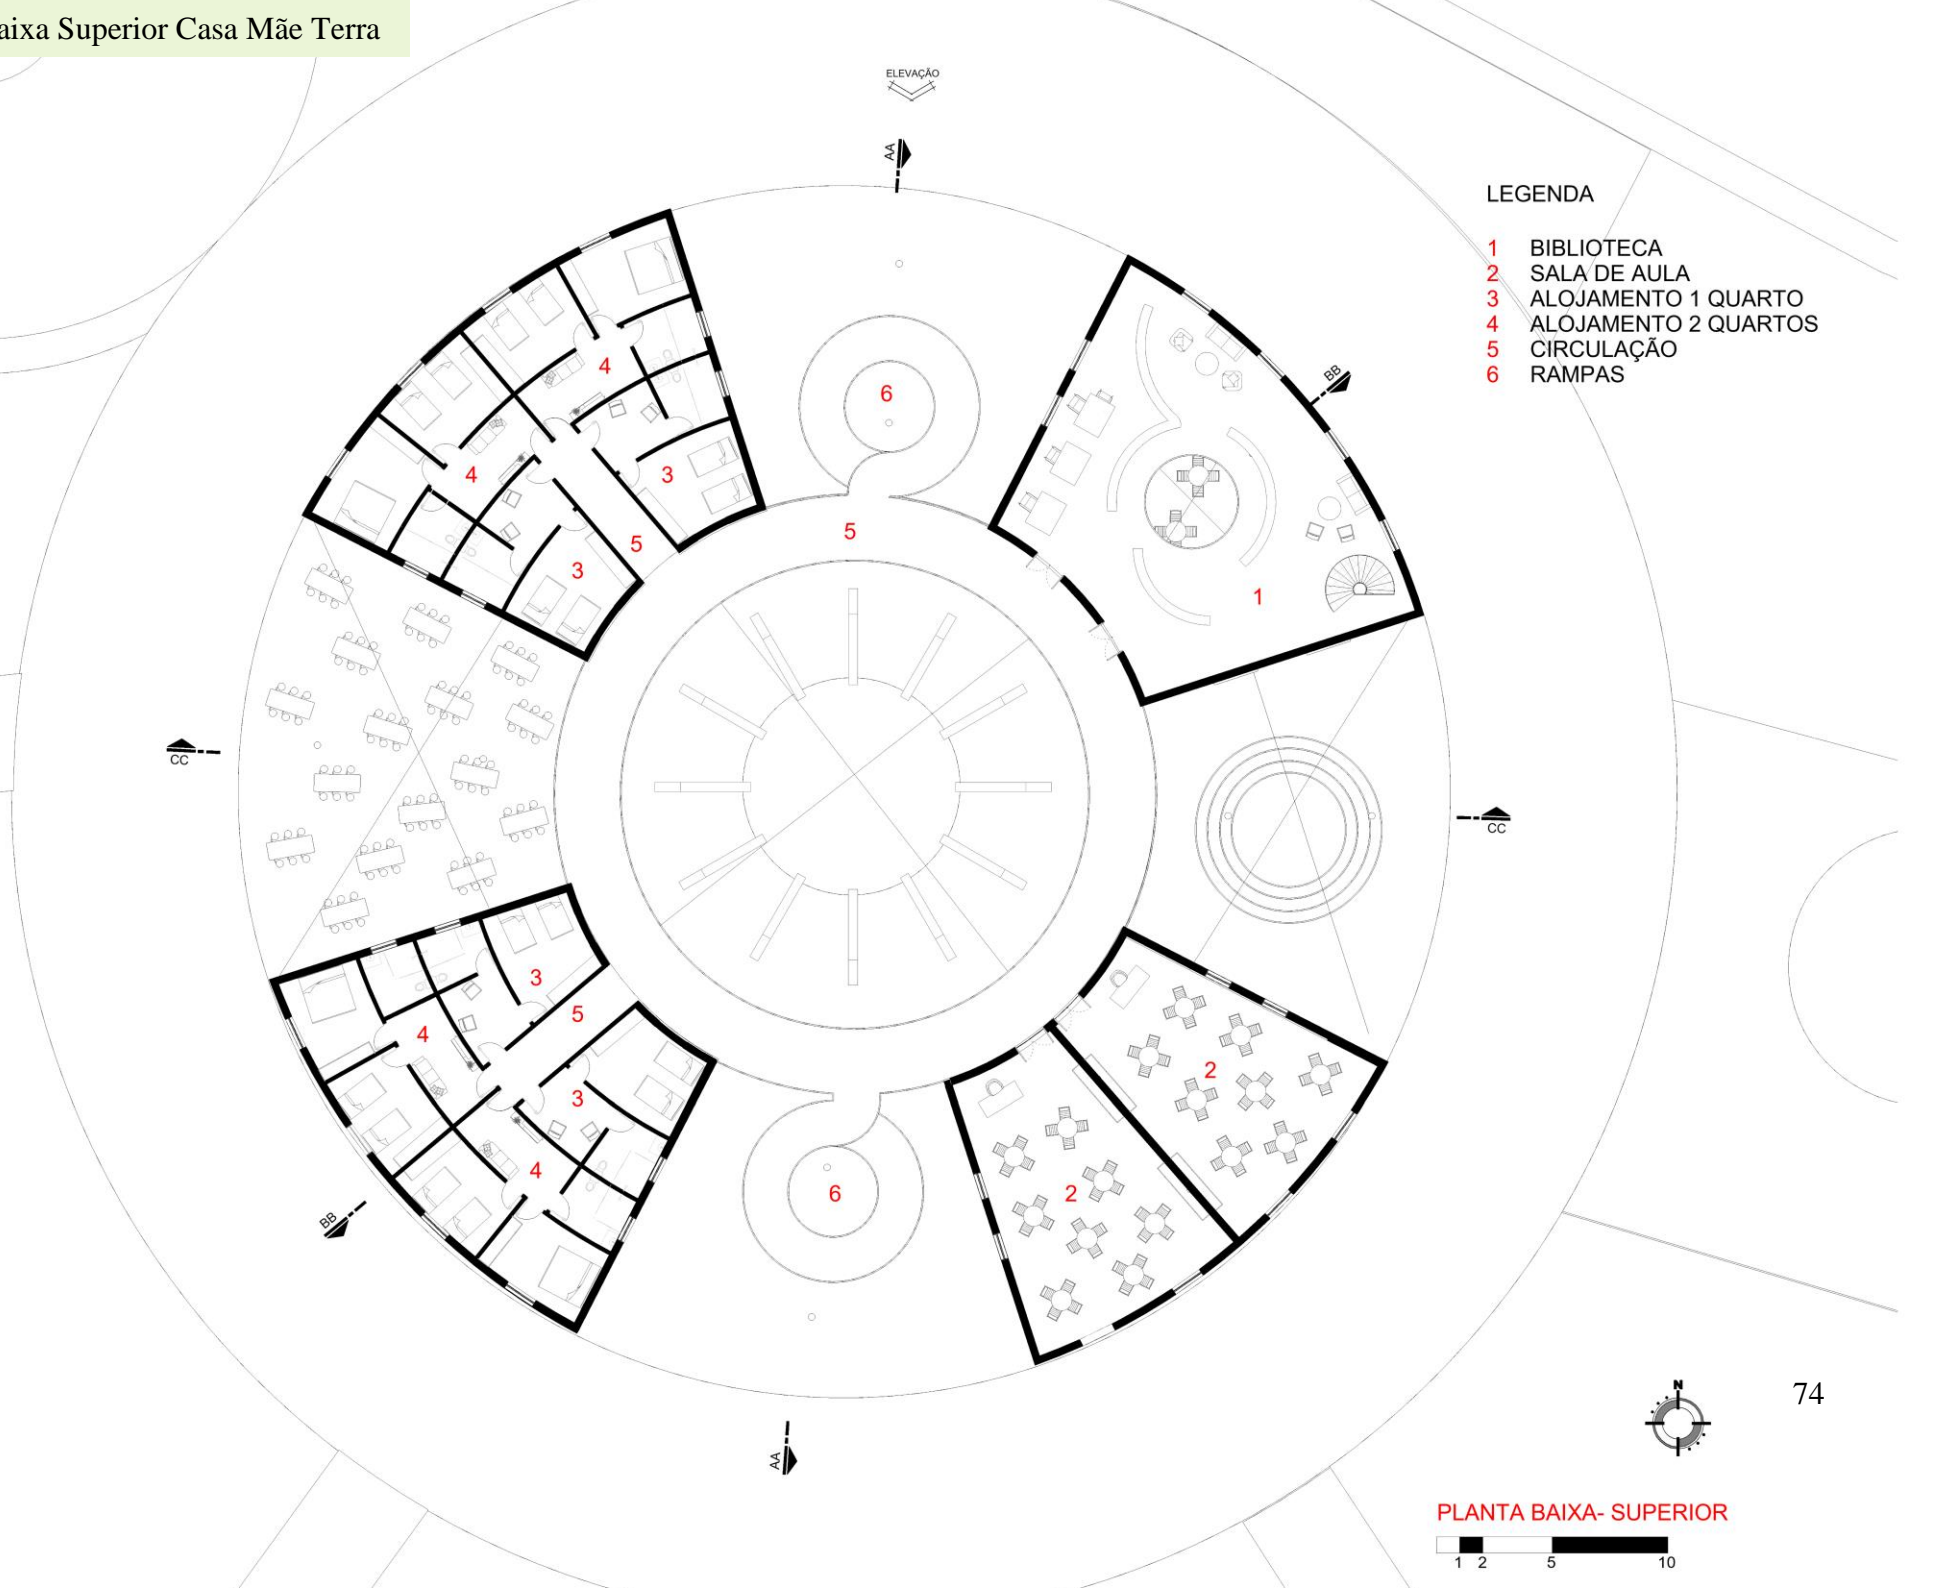 aixa Superior Casa Mãe Terra
ELEVAÇÃO
AA
LEGENDA
1 BIBLIOTECA
2 SALA DE AULA
3 ALOJAMENTO 1 QUARTO
4 ALOJAMENTO 2 QUARTOS
5 CIRCULAÇÃO
6 RAMPAS
BB
4
6
4
3
5
5
3
1
CC
CC
3
5
4
2
3
4
6
2
BB
AA
N
74
PLANTA BAIXA- SUPERIOR
1 2 5 10